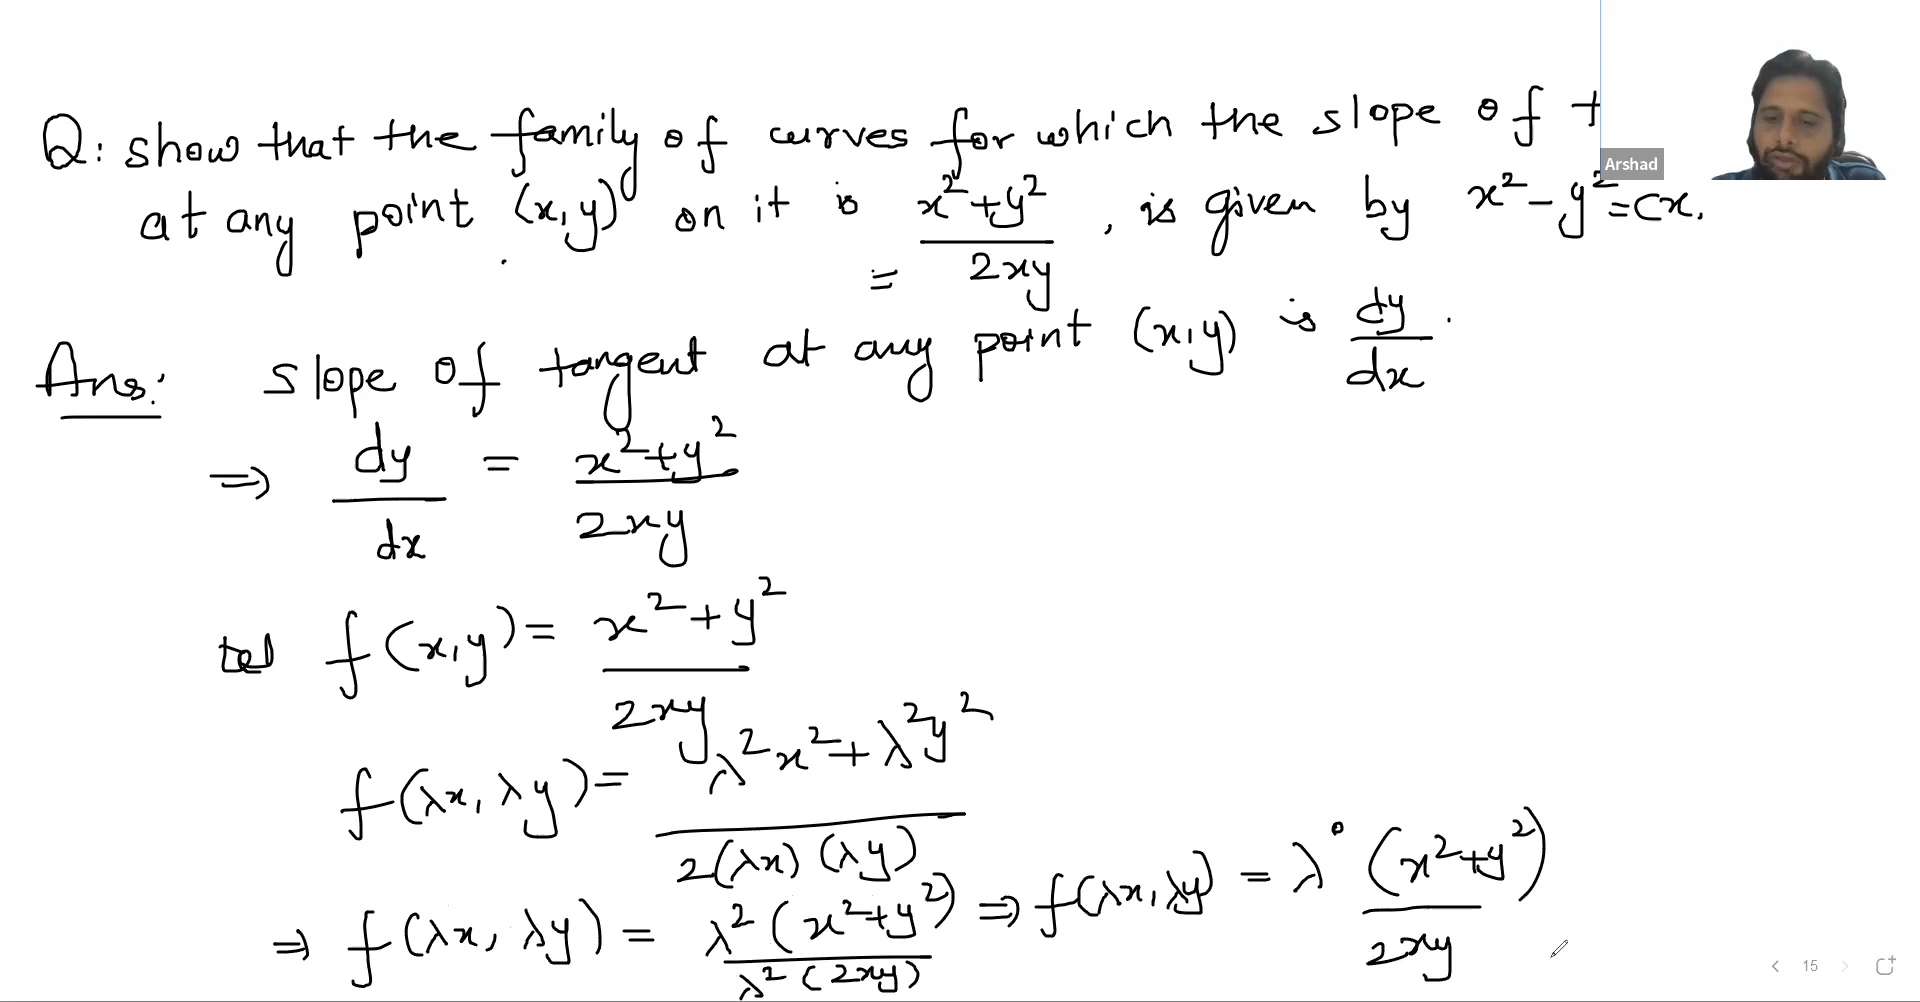 Q: show that the family of curves for which the slope of t
at any point (x,y) on it is (x²+y²)/(2xy), is given by x²-y²=cx.
=
Arshad
Ans: slope of tangent at any point (x,y) is dy/dx.
⇒ dy/dx = (x²+y²)/(2xy)
f(x,y) = (x²+y²)/(2xy)
f(λx, λy) = (λ²x²+λ²y²)/(2(λx)(λy))
⇒ f(λx, λy) = λ²(x²+y²)/(λ²(2xy)) ⇒ f(λx, λy) = λ° (x²+y²)/(2xy)
15